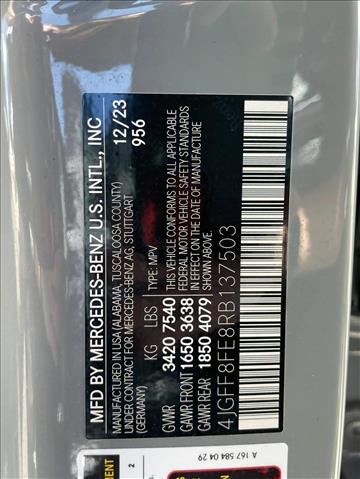 MFD BY MERCEDES-BENZ U.S. INTL., INC
MANUFACTURED IN USA (ALABAMA, TUSCALOOSA COUNTY)
UNDER CONTRACT FOR MERCEDES-BENZ AG, STUTTGART
(GERMANY)
12/23
956
KG LBS TYPE: MPV
GVWR 3420 7540
GAWR FRONT 1650 3638
GAWR REAR 1850 4079
THIS VEHICLE CONFORMS TO ALL APPLICABLE
FEDERAL MOTOR VEHICLE SAFETY STANDARDS
IN EFFECT ON THE DATE OF MANUFACTURE
4JGFF8FE8RB137503
A 167 584 04 29
2